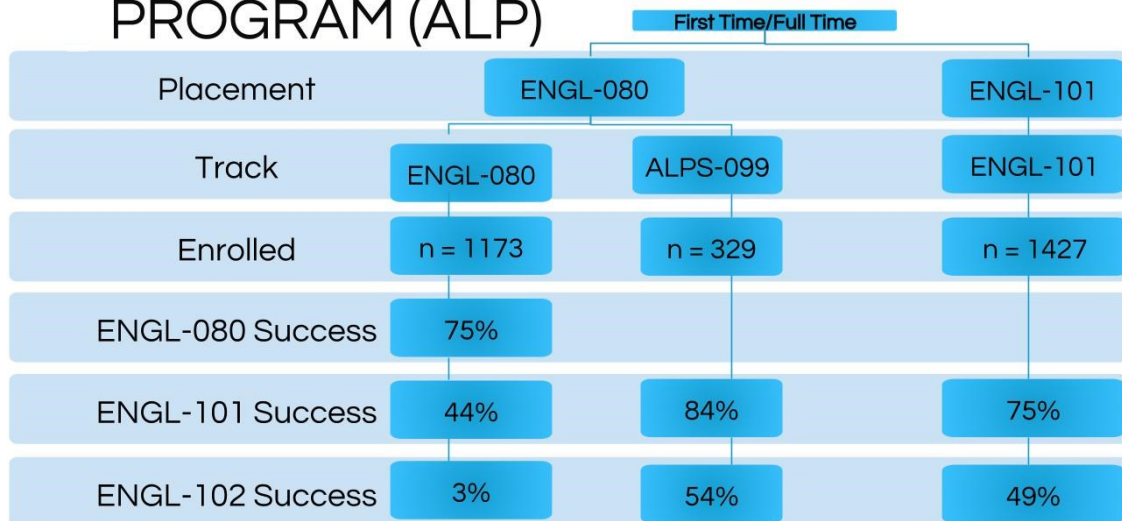 PROGRAM (ALP)
First Time/Full Time
Placement ENGL-080 ENGL-101
Track ENGL-080 ALPS-099 ENGL-101
Enrolled n = 1173 n = 329 n = 1427
ENGL-080 Success 75%
ENGL-101 Success 44% 84% 75%
ENGL-102 Success 3% 54% 49%